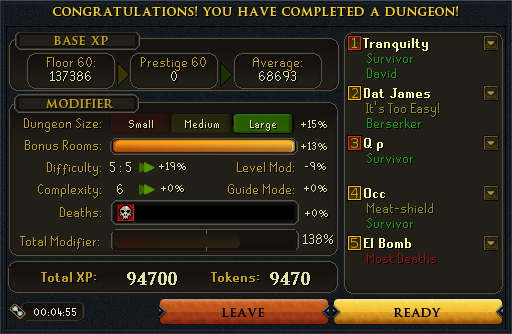 CONGRATULATIONS! YOU HAVE COMPLETED A DUNGEON!
BASE XP
Floor 60: 137386
Prestige 60 0
Average: 68693
MODIFIER
Dungeon Size: Small Medium Large +15%
Bonus Rooms: +13%
Difficulty: 5 : 5 +19% Level Mod: -9%
Complexity: 6 +0% Guide Mode: +0%
Deaths: +0%
Total Modifier: 138%
Total XP: 94700 Tokens: 9470
00:04:55
1 Tranquilty
Survivor
David
2 Dat James
It's Too Easy!
Berserker
3 Q p
Survivor
4 Occ
Meat-shield
Survivor
5 El Bomb
Most Deaths
LEAVE
READY